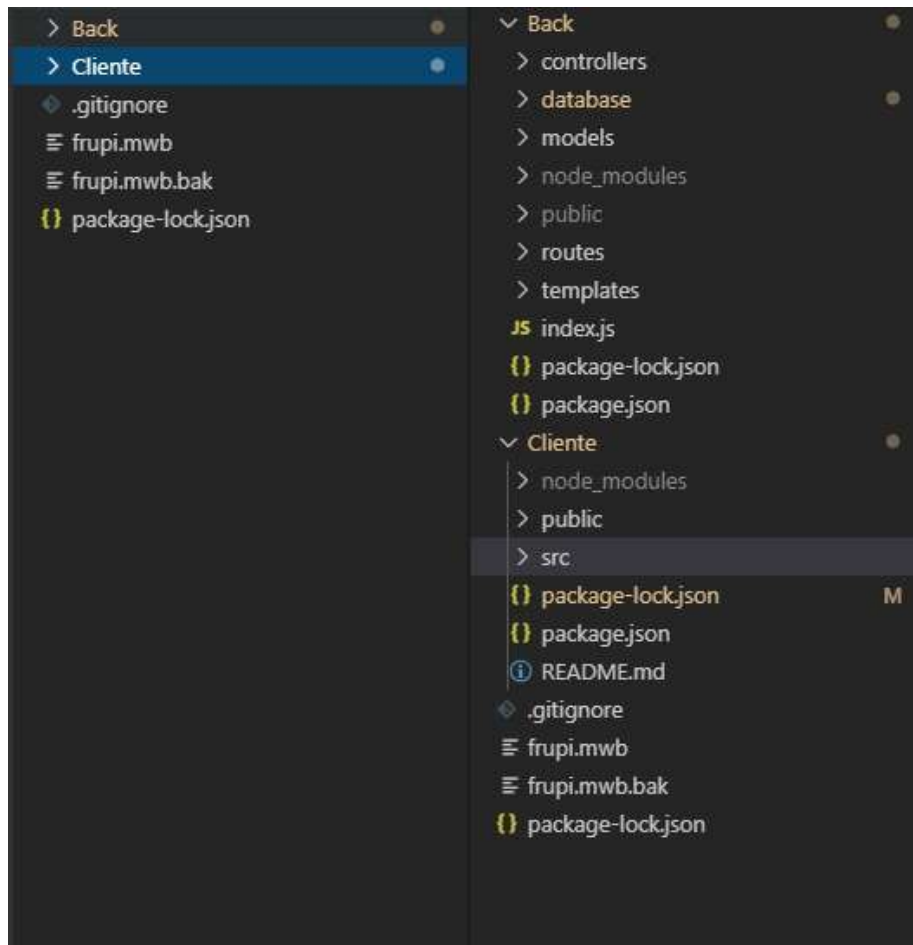 Back
Cliente
.gitignore
frupi.mwb
frupi.mwb.bak
{} package-lock.json
Back
controllers
database
models
node_modules
public
routes
templates
JS index.js
{} package-lock.json
{} package.json
Cliente
node_modules
public
src
{} package-lock.json M
{} package.json
README.md
.gitignore
frupi.mwb
frupi.mwb.bak
{} package-lock.json